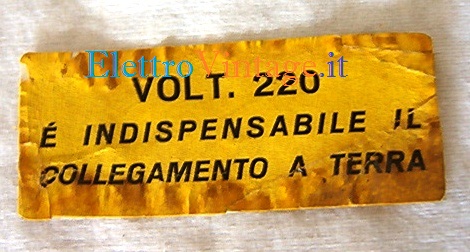 ElettroVintage.it
VOLT. 220
É INDISPENSABILE IL
COLLEGAMENTO A TERRA